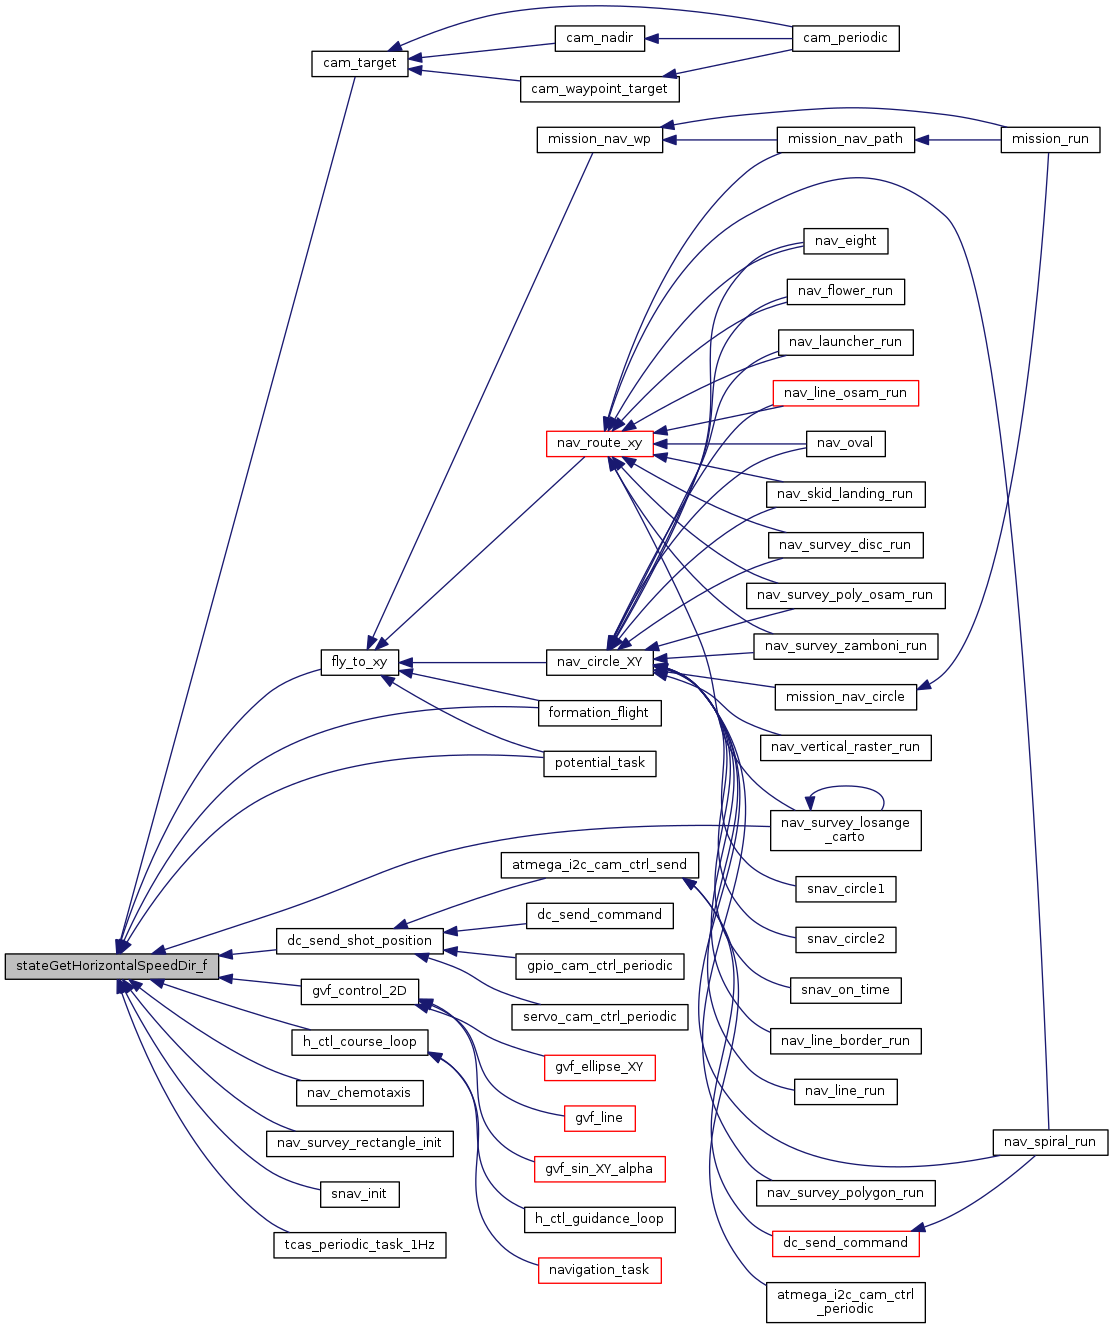 cam_periodic
cam_nadir
cam_target
cam_waypoint_target
mission_nav_wp
mission_nav_path
mission_run
nav_eight
nav_flower_run
nav_launcher_run
nav_line_osam_run
nav_route_xy
nav_oval
nav_skid_landing_run
nav_survey_disc_run
nav_survey_poly_osam_run
nav_survey_zamboni_run
fly_to_xy
nav_circle_XY
mission_nav_circle
formation_flight
nav_vertical_raster_run
potential_task
nav_survey_losange
_carto
atmega_i2c_cam_ctrl_send
snav_circle1
dc_send_command
dc_send_shot_position
snav_circle2
stateGetHorizontalSpeedDir_f
gpio_cam_ctrl_periodic
gvf_control_2D
snav_on_time
servo_cam_ctrl_periodic
h_ctl_course_loop
nav_line_border_run
gvf_ellipse_XY
nav_chemotaxis
nav_line_run
gvf_line
nav_survey_rectangle_init
nav_spiral_run
gvf_sin_XY_alpha
snav_init
nav_survey_polygon_run
h_ctl_guidance_loop
tcas_periodic_task_1Hz
dc_send_command
navigation_task
atmega_i2c_cam_ctrl
_periodic